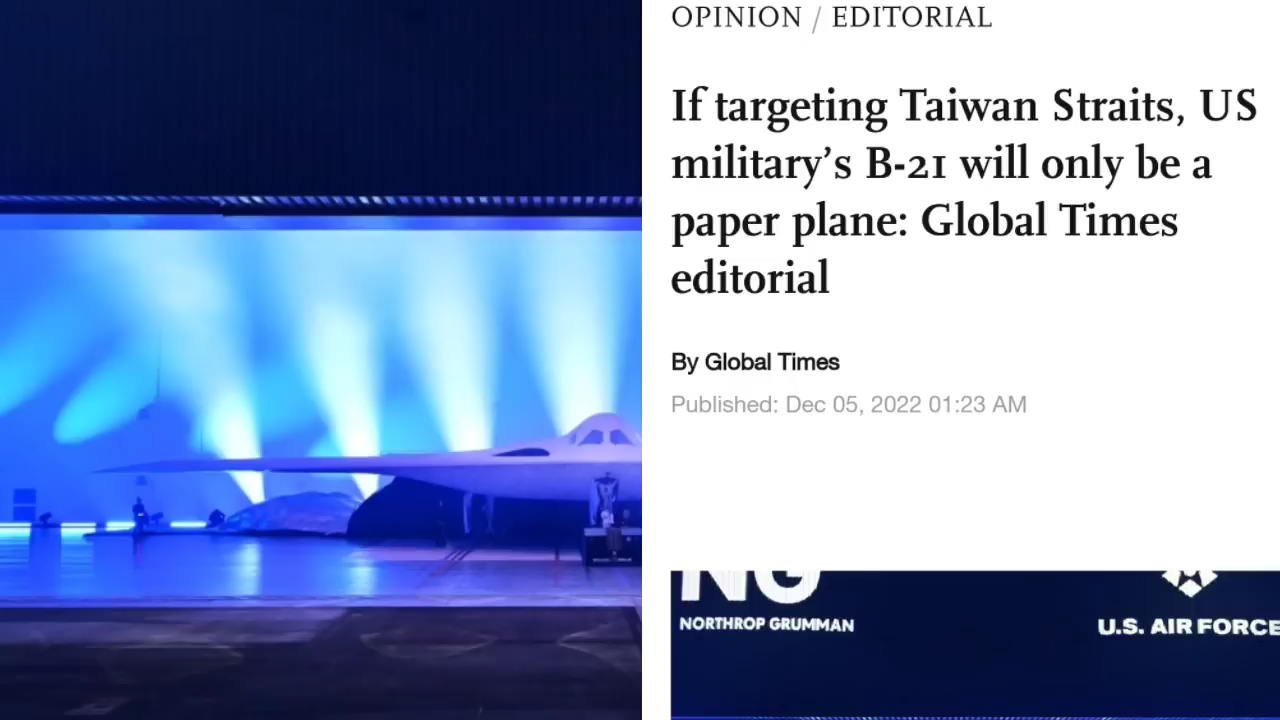 OPINION / EDITORIAL
If targeting Taiwan Straits, US
military’s B-21 will only be a
paper plane: Global Times
editorial
By Global Times
Published: Dec 05, 2022 01:23 AM
NG
NORTHROP GRUMMAN
U.S. AIR FORCE